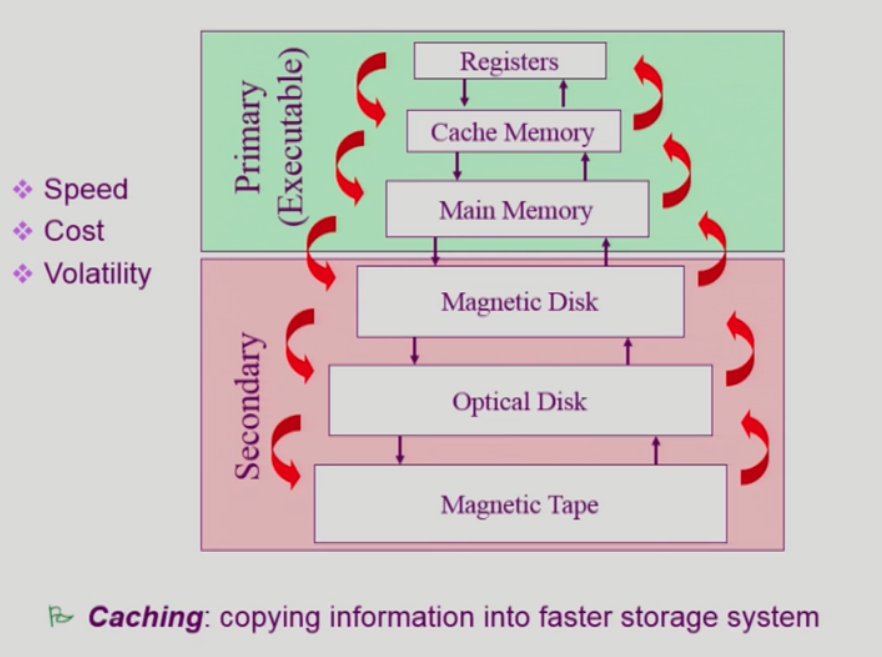 Speed
Cost
Volatility
Primary
(Executable)
Registers
Cache Memory
Main Memory
Secondary
Magnetic Disk
Optical Disk
Magnetic Tape
Caching: copying information into faster storage system